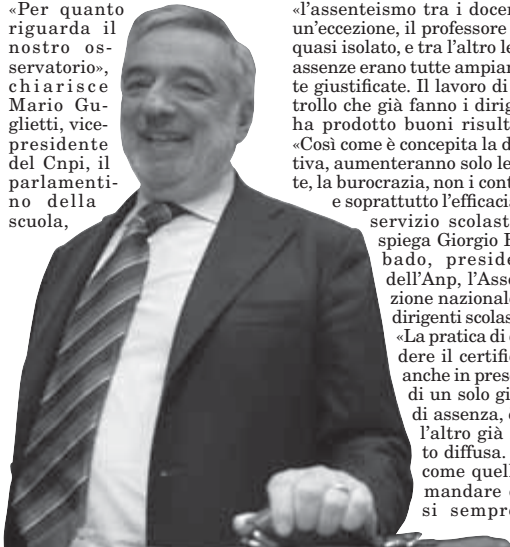 «Per quanto
riguarda il
nostro os-
servatorio»,
chiarisce
Mario Gu-
glietti, vice-
presidente
del Cnpi, il
parlamenti-
no della
scuola,
«l'assenteismo tra i docen
un'eccezione, il professore
quasi isolato, e tra l'altro le
assenze erano tutte ampian
te giustificate. Il lavoro di
trollo che già fanno i dirig
ha prodotto buoni risult
«Così come è concepita la d
tiva, aumenteranno solo le
te, la burocrazia, non i cont
e soprattutto l'efficacia
servizio scolast
spiega Giorgio
bado, preside
dell'Anp, l'Asso
zione nazionale
dirigenti scolas
«La pratica di
dere il certific
anche in prese
di un solo gi
di assenza,
l'altro già
to diffusa.
come quell
mandare
si sempr